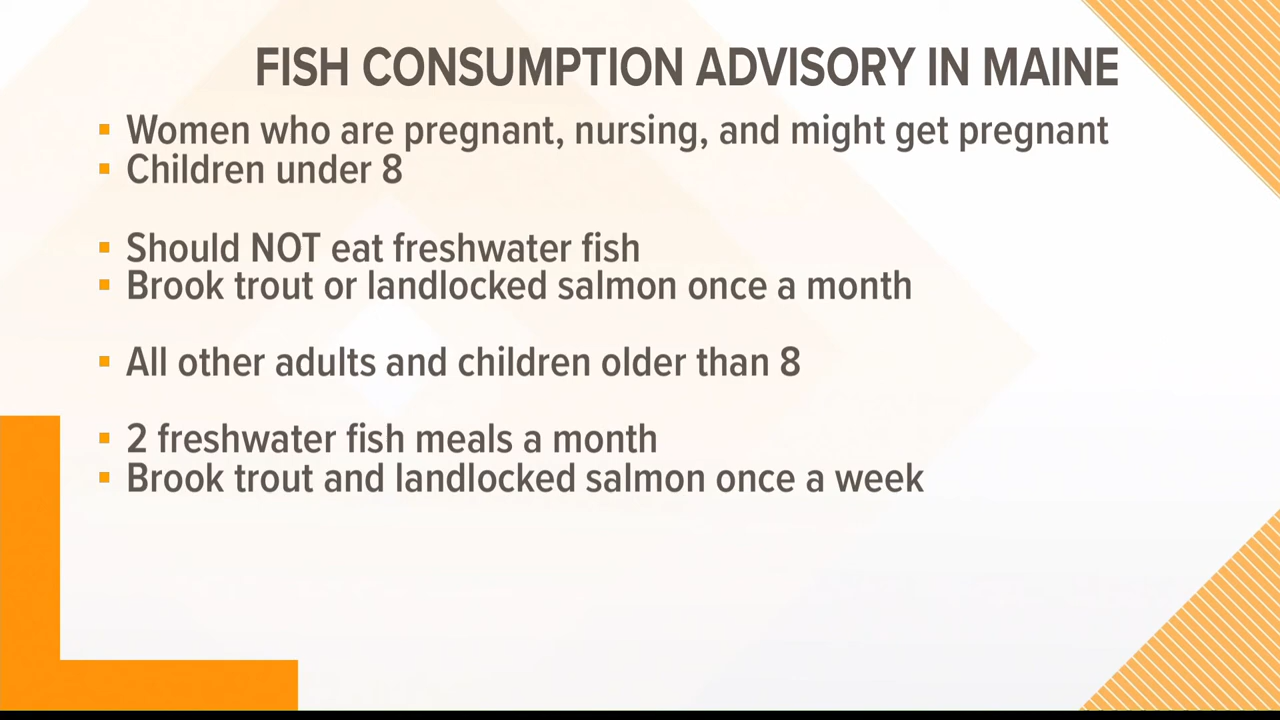 FISH CONSUMPTION ADVISORY IN MAINE
Women who are pregnant, nursing, and might get pregnant
Children under 8
Should NOT eat freshwater fish
Brook trout or landlocked salmon once a month
All other adults and children older than 8
2 freshwater fish meals a month
Brook trout and landlocked salmon once a week